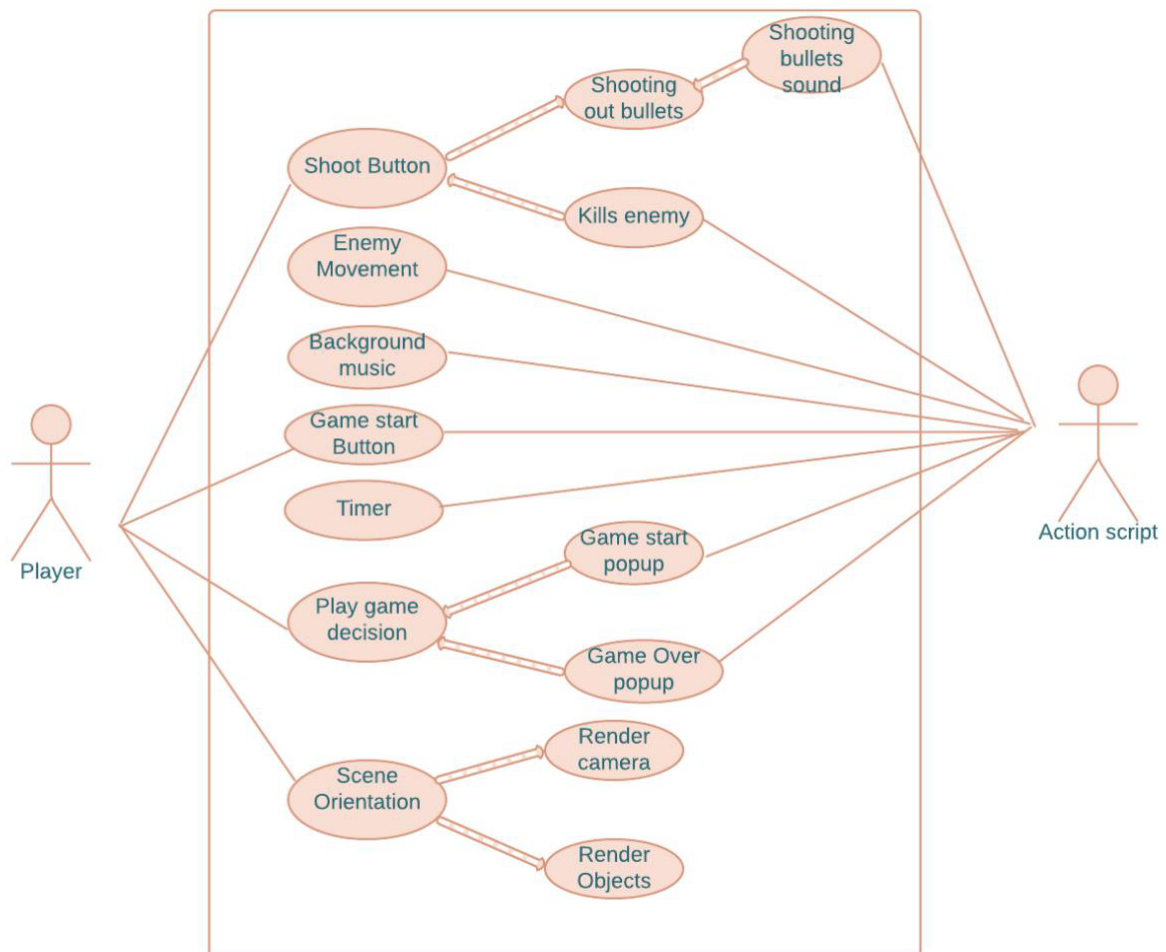 Shooting
bullets
sound
Shooting
out bullets
Shoot Button
Kills enemy
Enemy
Movement
Background
music
Game start
Button
Timer
Game start
popup
Play game
decision
Game Over
popup
Render
camera
Scene
Orientation
Render
Objects
Player
Action script